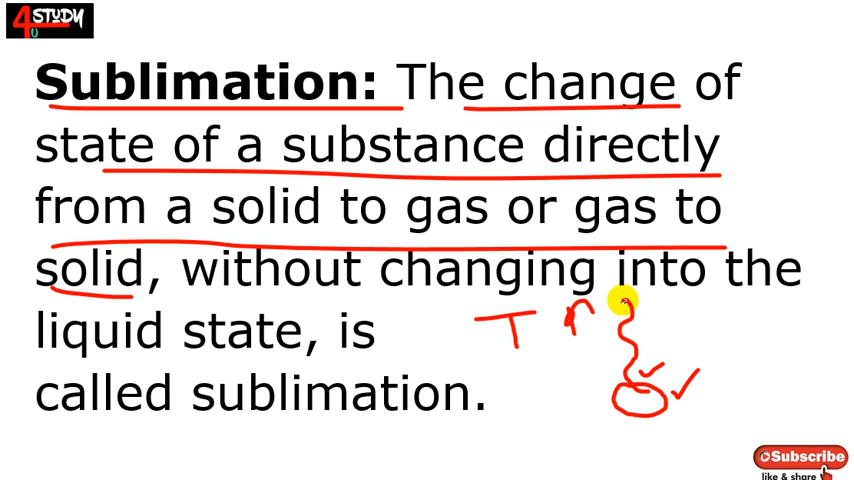 4STUDY
U
Sublimation: The change of
state of a substance directly
from a solid to gas or gas to
solid, without changing into the
liquid state, is
called sublimation.
T
Subscribe
like & share